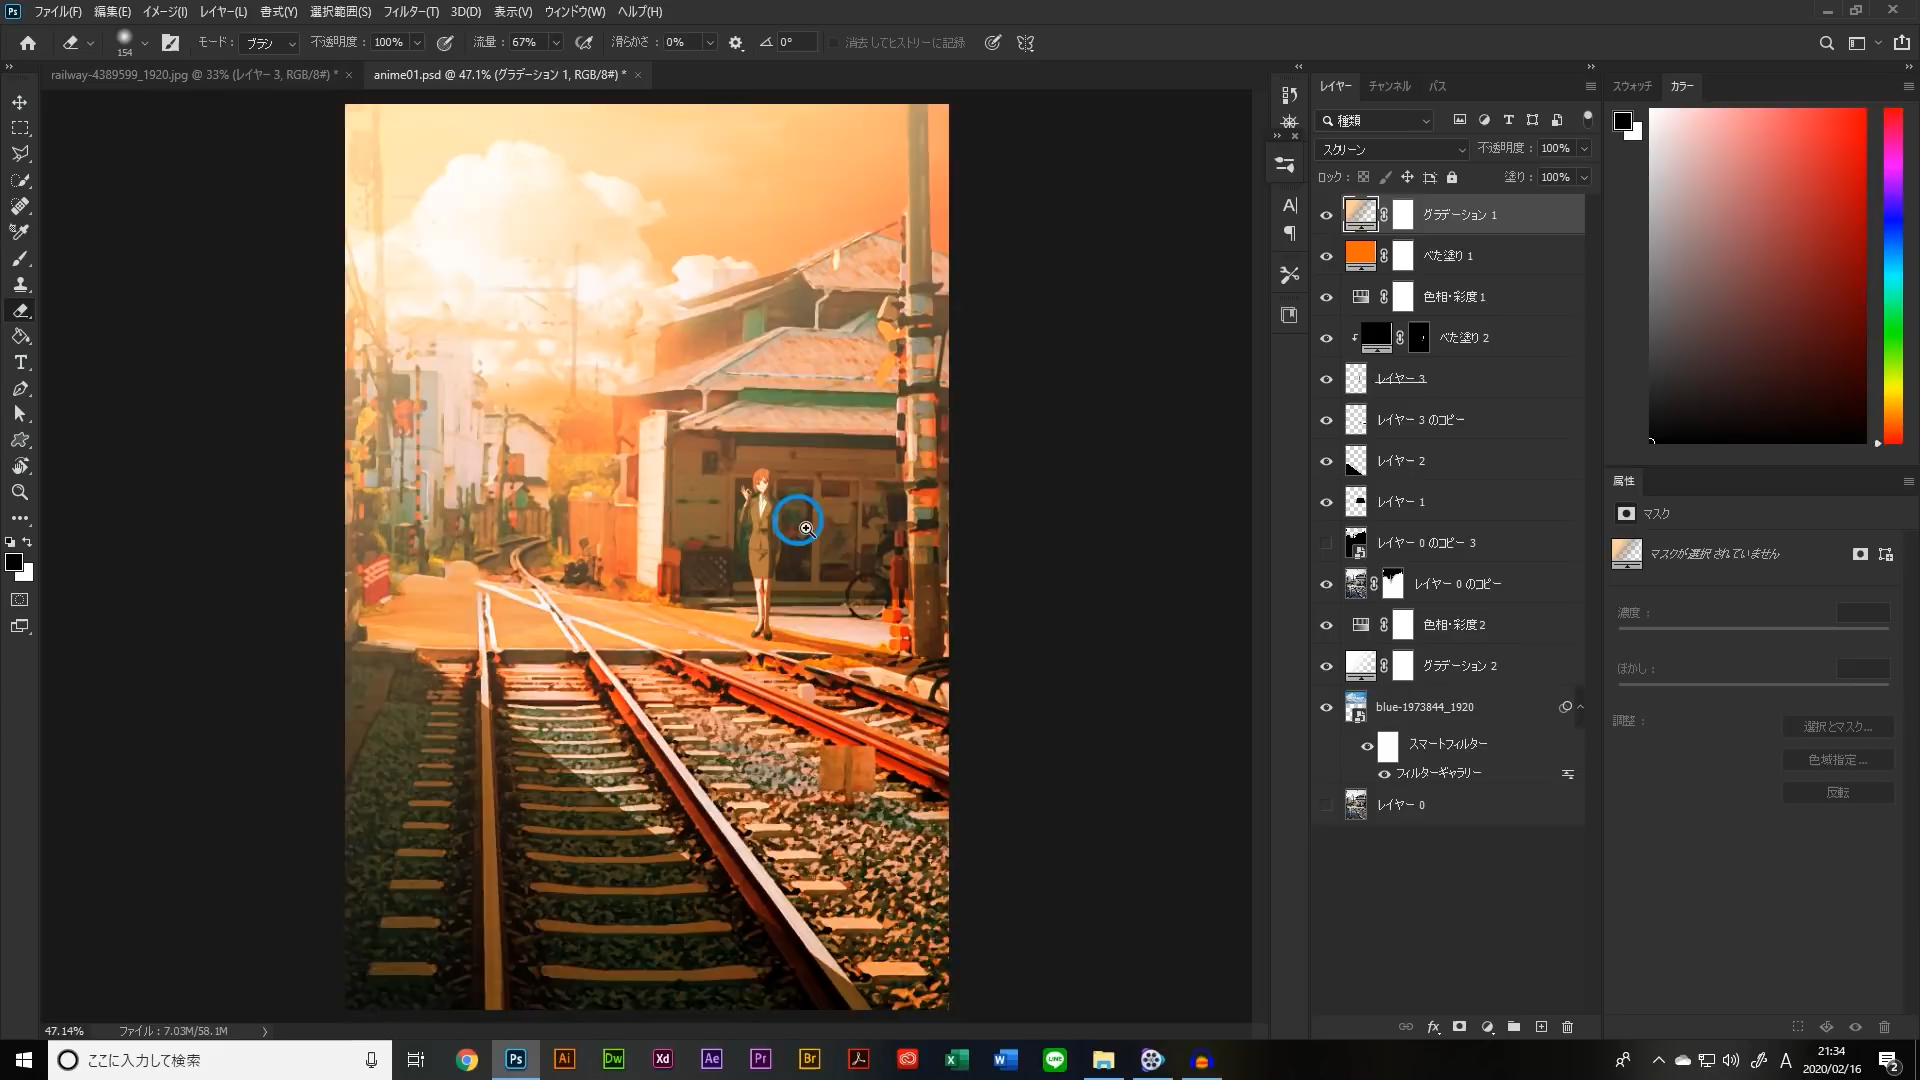 Ps ファイル(F) 編集(E) イメージ(I) レイヤー(L) 書式(Y) 選択範囲(S) フィルター(T) 3D(D) 表示(V) ウィンドウ(W) ヘルプ(H)
154 モード: ブラシ 不透明度: 100% 流量: 67% 滑らかさ: 0% 0° 消去してヒストリーに記録
railway-4389599_1920.jpg @ 33% (レイヤー 3, RGB/8#) * ×
anime01.psd @ 47.1% (グラデーション 1, RGB/8#) * ×
レイヤー チャンネル パス
種類
スクリーン 不透明度: 100%
ロック: 塗り: 100%
グラデーション 1
べた塗り 1
色相・彩度 1
べた塗り 2
レイヤー 3
レイヤー 3 のコピー
レイヤー 2
レイヤー 1
レイヤー 0 のコピー 3
レイヤー 0 のコピー
色相・彩度 2
グラデーション 2
blue-1973844_1920
スマートフィルター
フィルターギャラリー
レイヤー 0
スウォッチ カラー
属性
マスク
マスクが選択されていません
濃度:
ぼかし:
調整:
選択とマスク...
色域指定...
反転
47.14% ファイル: 7.03M/58.1M
ここに入力して検索
Ps Ai Dw Xd Ae Pr Br W LINE
A 21:34
2020/02/16
2